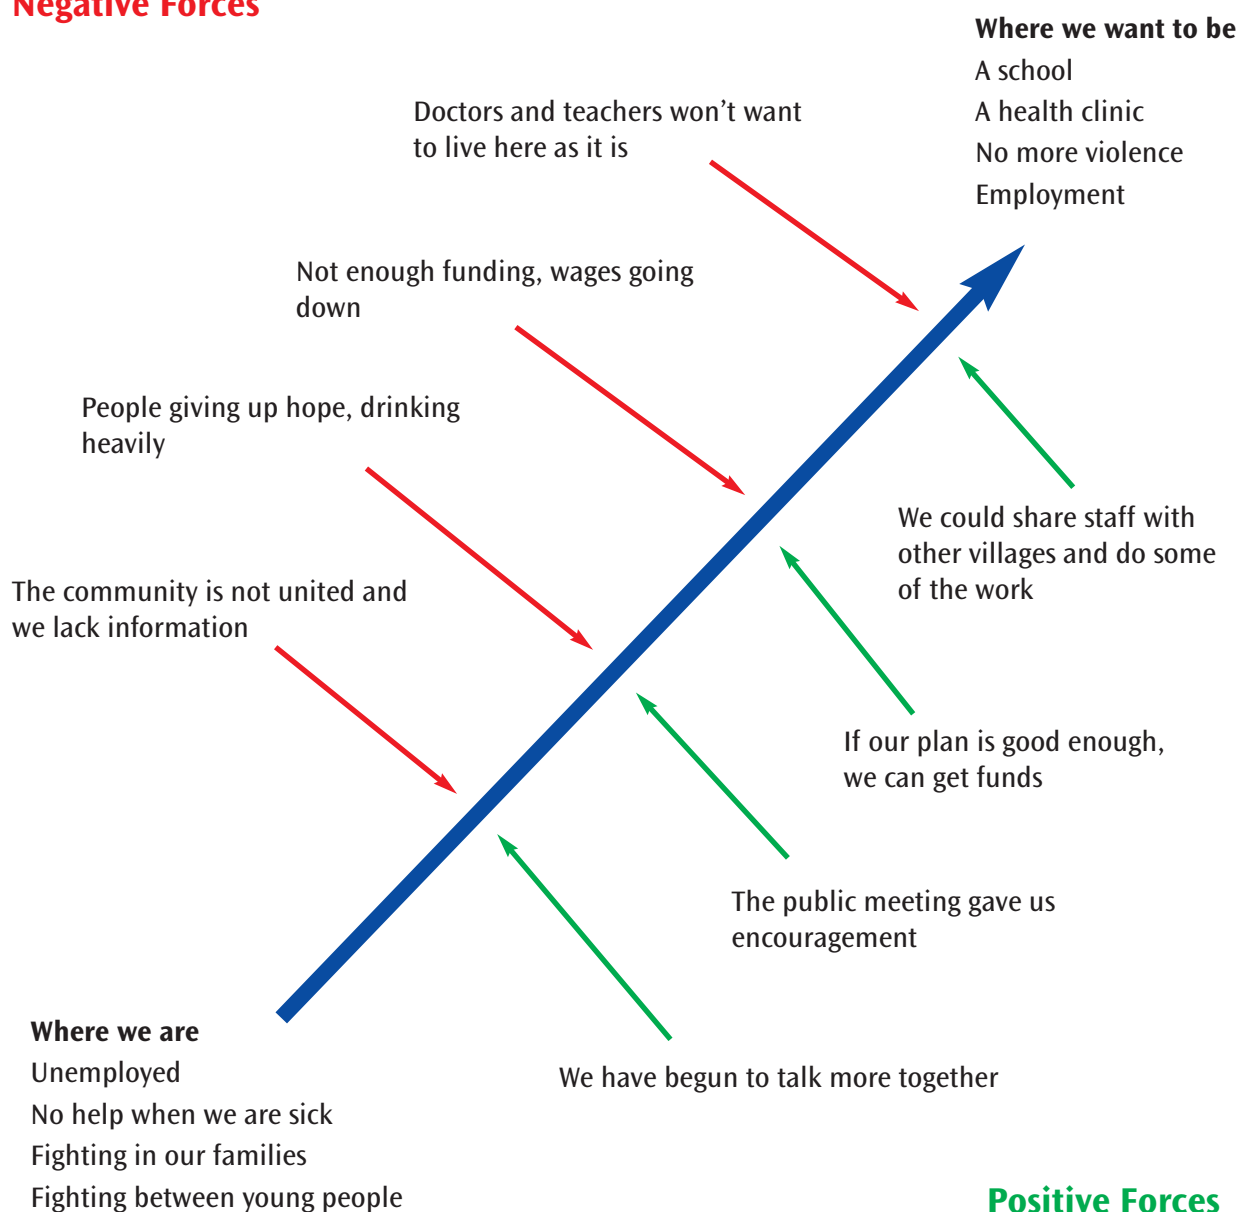 Negative Forces
Where we want to be
A school
A health clinic
No more violence
Employment
Doctors and teachers won’t want
to live here as it is
Not enough funding, wages going
down
People giving up hope, drinking
heavily
The community is not united and
we lack information
We could share staff with
other villages and do some
of the work
If our plan is good enough,
we can get funds
The public meeting gave us
encouragement
We have begun to talk more together
Where we are
Unemployed
No help when we are sick
Fighting in our families
Fighting between young people
Positive Forces